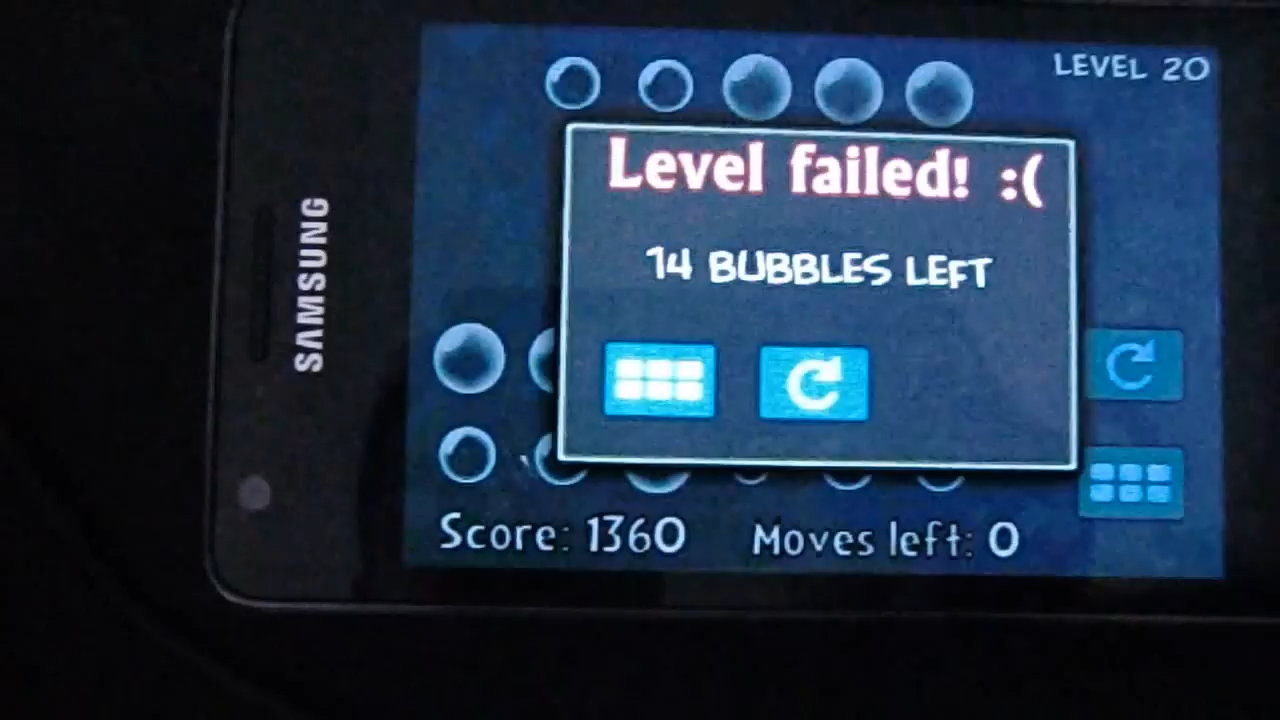 LEVEL 20
Level failed! :(
14 BUBBLES LEFT
Score: 1360
Moves left: 0
SAMSUNG